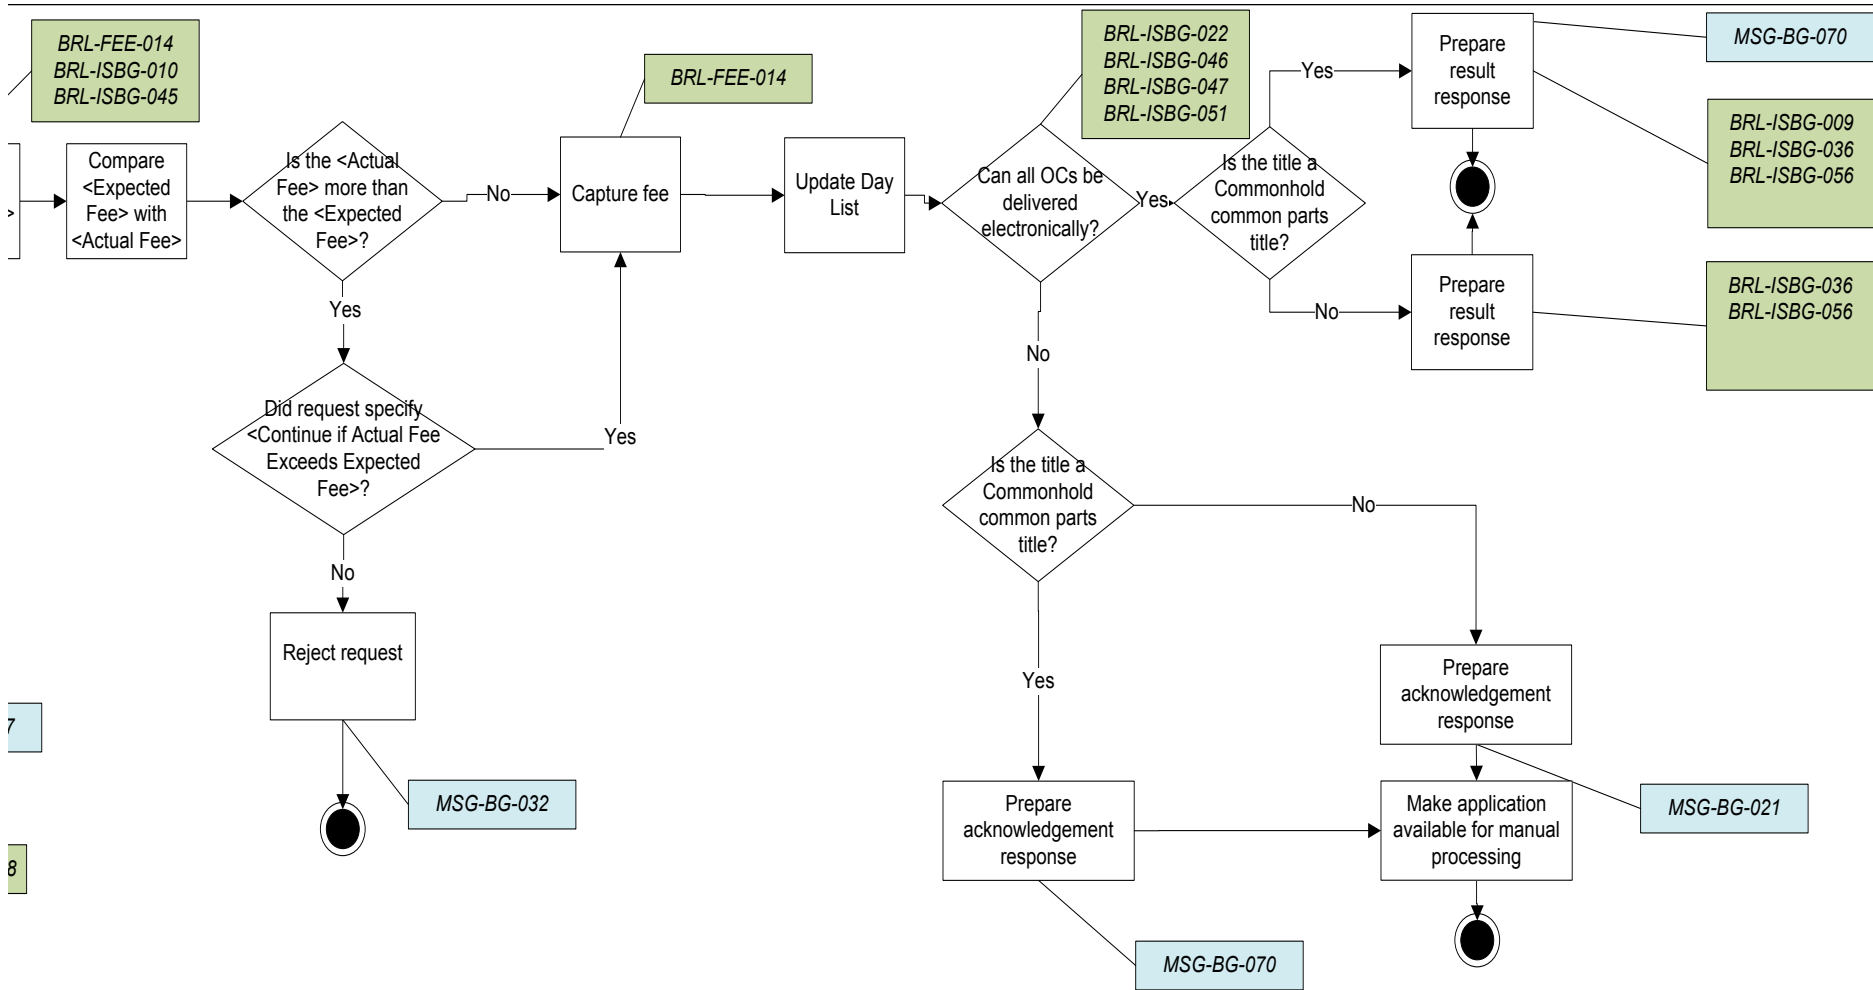 BRL-FEE-014
BRL-ISBG-010
BRL-ISBG-045
>
Compare
<Expected
Fee> with
<Actual Fee>
Is the <Actual
Fee> more than
the <Expected
Fee>?
No
Yes
BRL-FEE-014
Capture fee
Update Day
List
BRL-ISBG-022
BRL-ISBG-046
BRL-ISBG-047
BRL-ISBG-051
Can all OCs be
delivered
electronically?
Yes
No
Is the title a
Commonhold
common parts
title?
Yes
No
Prepare
result
response
MSG-BG-070
BRL-ISBG-009
BRL-ISBG-036
BRL-ISBG-056
Prepare
result
response
BRL-ISBG-036
BRL-ISBG-056
Did request specify
<Continue if Actual Fee
Exceeds Expected
Fee>?
Yes
No
Reject request
MSG-BG-032
Is the title a
Commonhold
common parts
title?
No
Yes
Prepare
acknowledgement
response
MSG-BG-021
Prepare
acknowledgement
response
MSG-BG-070
Make application
available for manual
processing
7
8